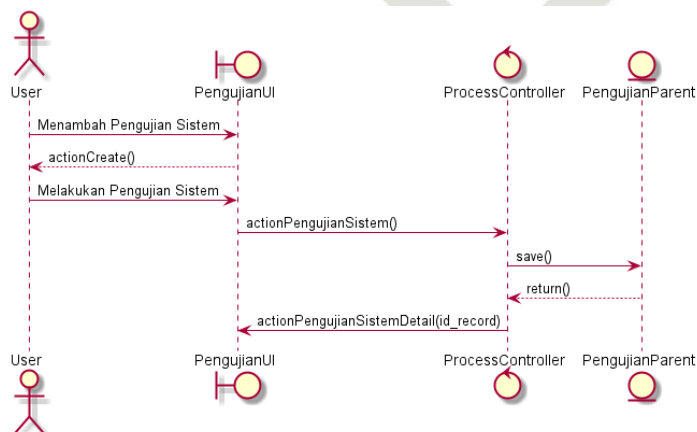 User PengujianUI ProcessController PengujianParent
Menambah Pengujian Sistem
actionCreate()
Melakukan Pengujian Sistem
actionPengujianSistem()
save()
return()
actionPengujianSistemDetail(id_record)
User PengujianUI ProcessController PengujianParent